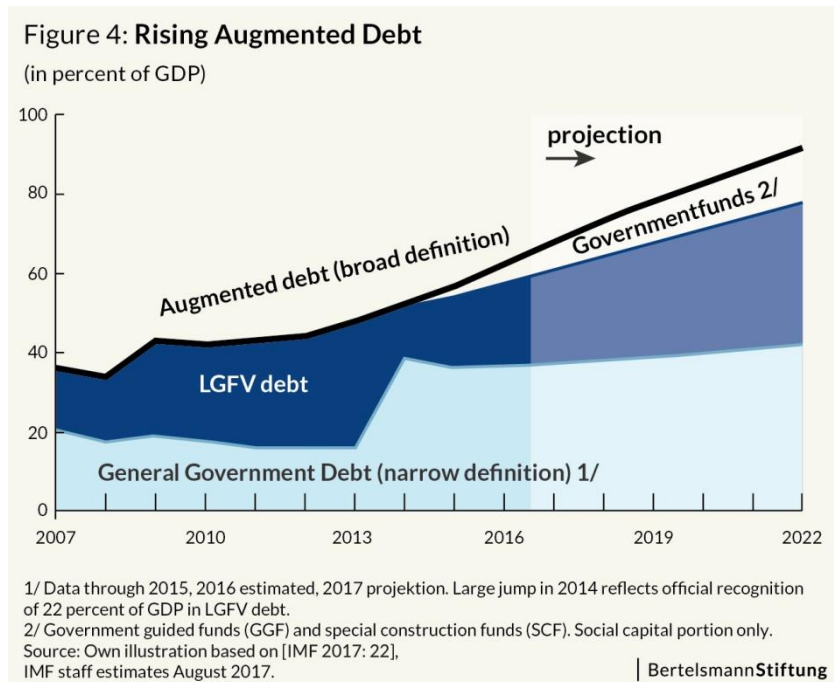 Figure 4: Rising Augmented Debt
(in percent of GDP)
100
80
60
40
20
0
projection
Governmentfunds 2/
Augmented debt (broad definition)
LGFV debt
General Government Debt (narrow definition) 1/
2007 2010 2013 2016 2019 2022
1/ Data through 2015, 2016 estimated, 2017 projektion. Large jump in 2014 reflects official recognition
of 22 percent of GDP in LGFV debt.
2/ Government guided funds (GGF) and special construction funds (SCF). Social capital portion only.
Source: Own illustration based on [IMF 2017: 22],
IMF staff estimates August 2017.
BertelsmannStiftung